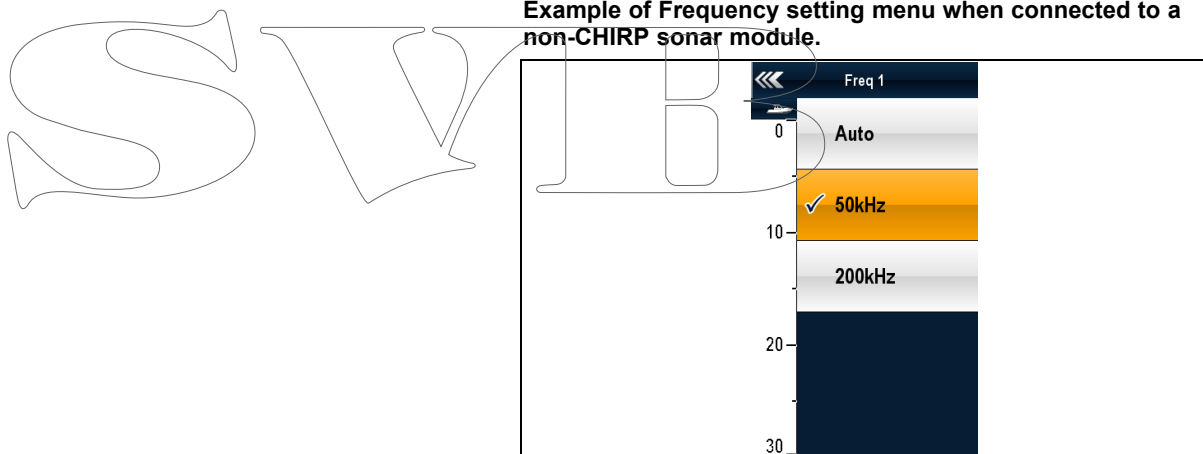 Example of Frequency setting menu when connected to a
non-CHIRP sonar module.
SVB
Freq 1
0
Auto
50kHz
10
200kHz
20
30